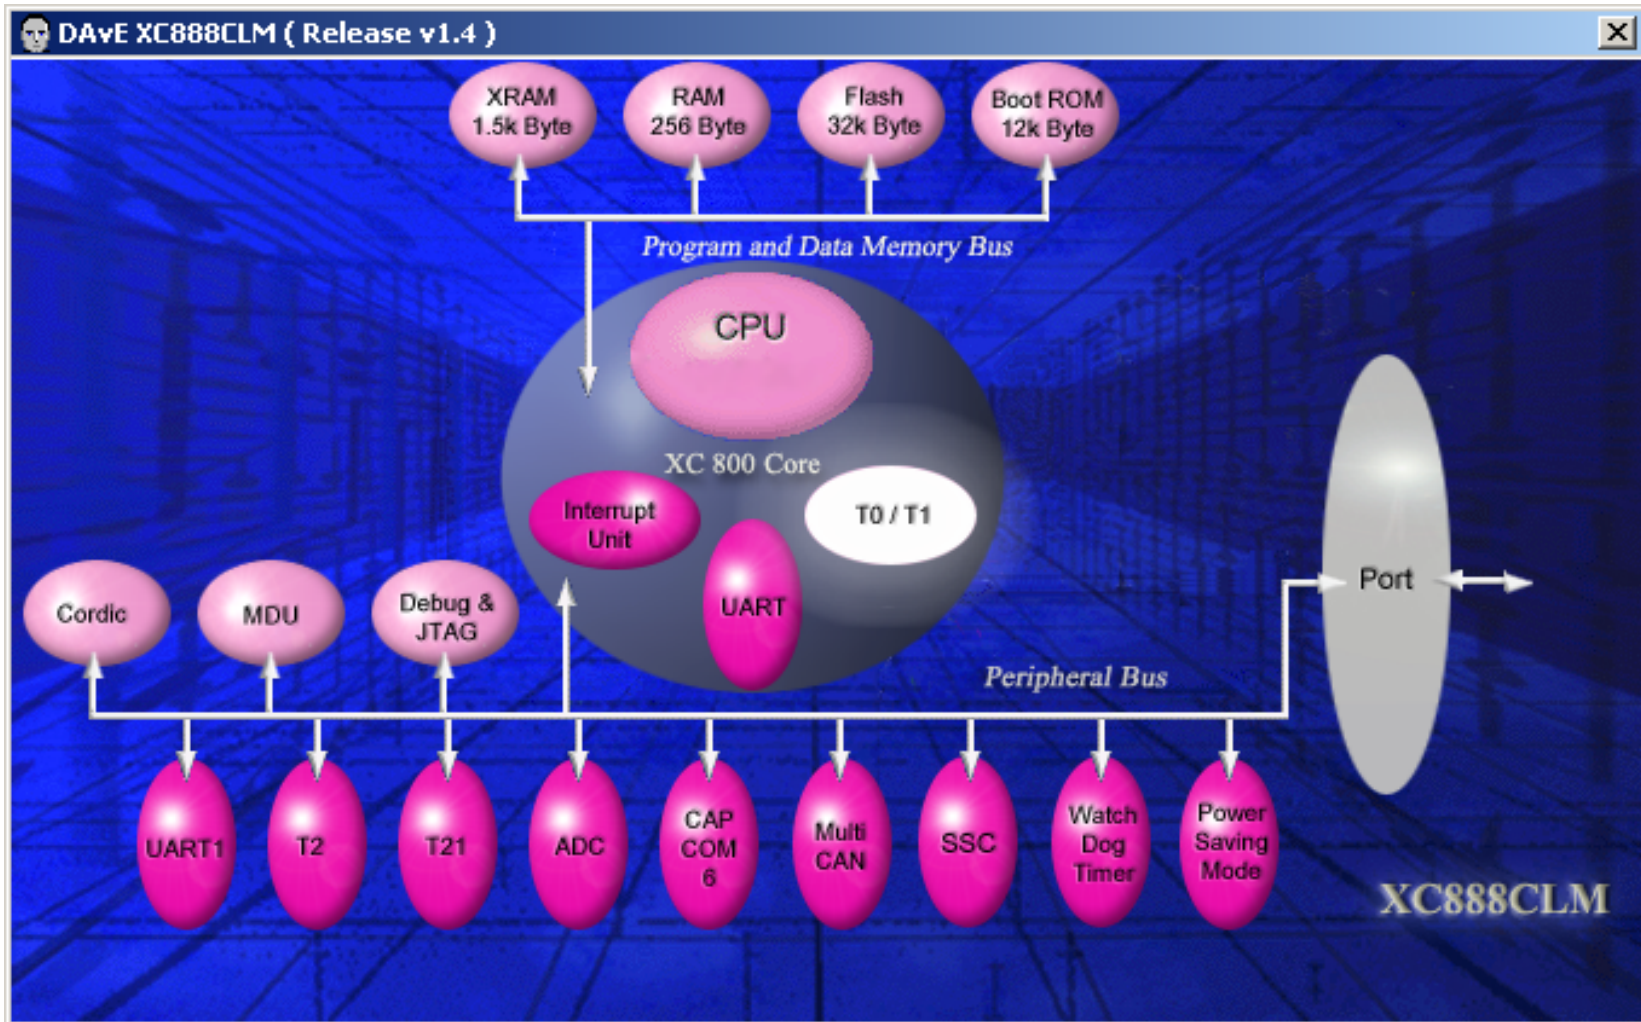 DAvE XC888CLM ( Release v1.4 )
XRAM
1.5k Byte
RAM
256 Byte
Flash
32k Byte
Boot ROM
12k Byte
Program and Data Memory Bus
CPU
XC 800 Core
Interrupt
Unit
T0 / T1
UART
Port
Cordic
MDU
Debug &
JTAG
Peripheral Bus
UART1
T2
T21
ADC
CAP
COM
6
Multi
CAN
SSC
Watch
Dog
Timer
Power
Saving
Mode
XC888CLM